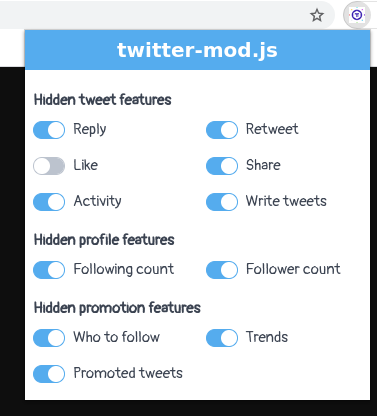 twitter-mod.js
Hidden tweet features
Reply Retweet
Like Share
Activity Write tweets
Hidden profile features
Following count Follower count
Hidden promotion features
Who to follow Trends
Promoted tweets